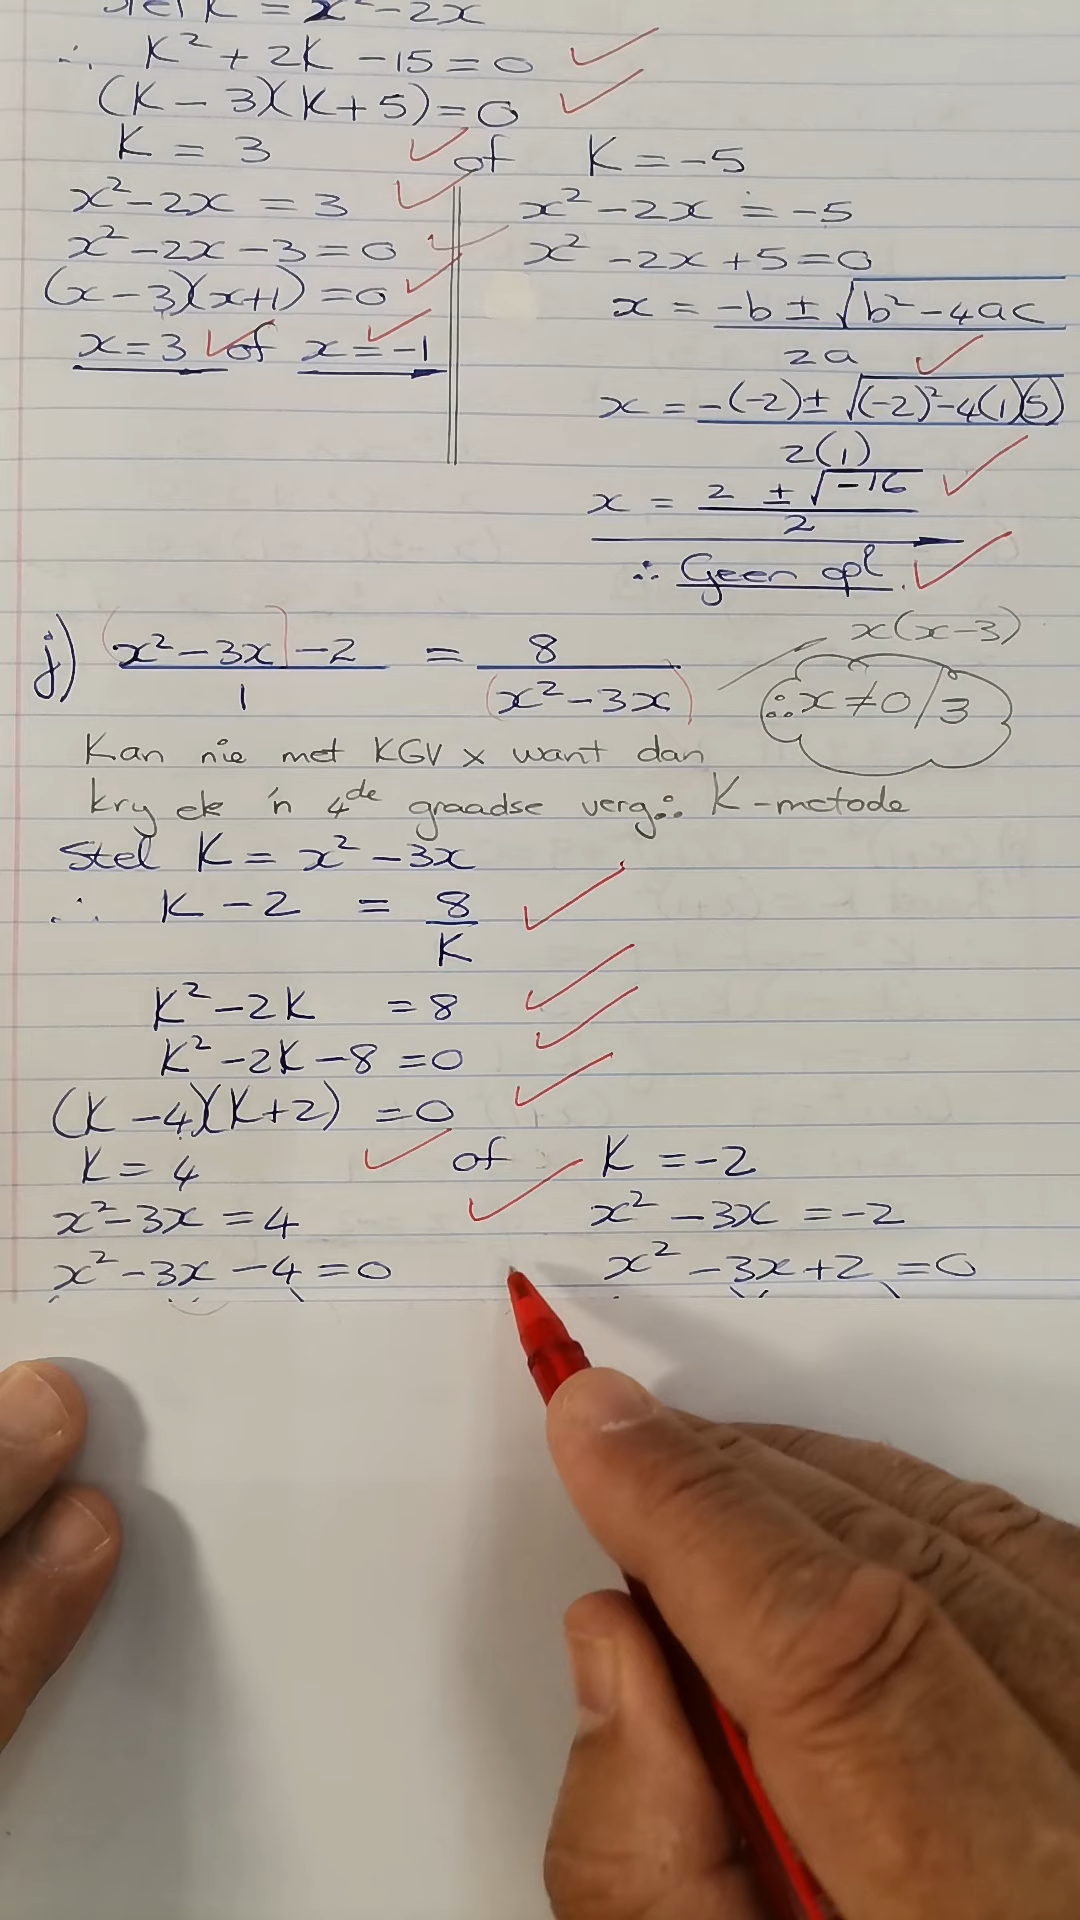 Stel K = x² - 2x
∴ K² + 2K - 15 = 0
(K - 3)(K + 5) = 0
K = 3 of K = -5
x² - 2x = 3
x² - 2x - 3 = 0
(x - 3)(x + 1) = 0
x = 3 of x = -1
x² - 2x = -5
x² - 2x + 5 = 0
x = -b ± √b² - 4ac
2a
x = -(-2) ± √(-2)² - 4(1)(5)
2(1)
x = 2 ± √-16
2
∴ Geen opl.
j) (x² - 3x) - 2 = 8
1 (x² - 3x)
x(x - 3)
∴ x ≠ 0/3
Kan nie met KGV x want dan
kry ek 'n 4de graadse verg ∴ K-metode
Stel K = x² - 3x
∴ K - 2 = 8
K
K² - 2K = 8
K² - 2K - 8 = 0
(K - 4)(K + 2) = 0
K = 4 of K = -2
x² - 3x = 4 x² - 3x = -2
x² - 3x - 4 = 0 x² - 3x + 2 = 0